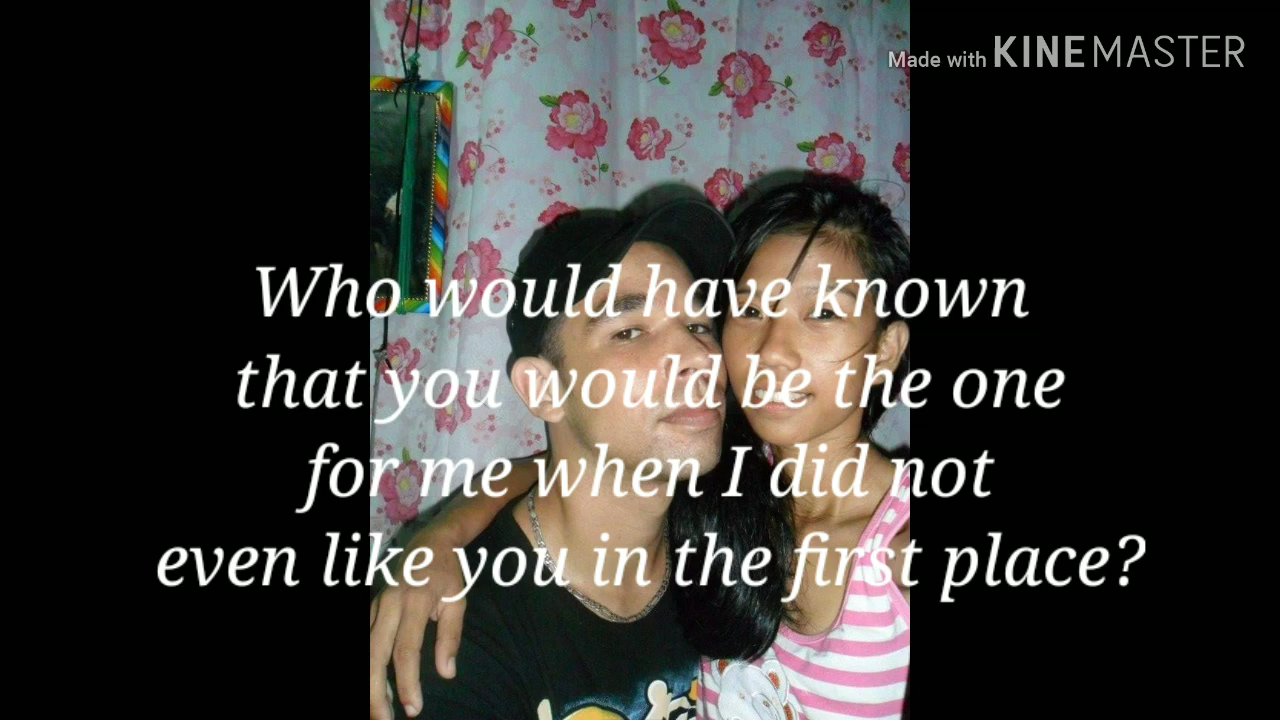 Made with KINEMASTER
Who would have known
that you would be the one
for me when I did not
even like you in the first place?